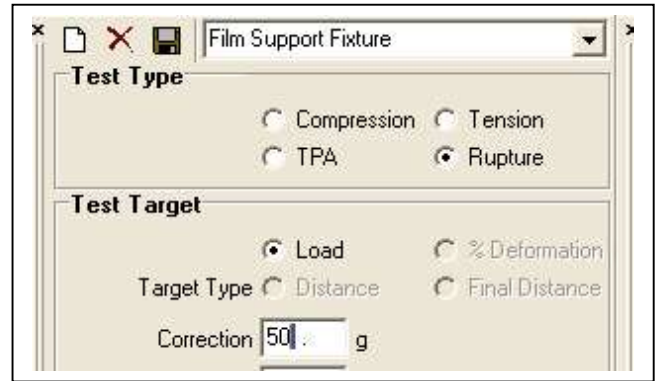 Film Support Fixture
Test Type
Compression Tension
TPA Rupture
Test Target
Load % Deformation
Target Type Distance Final Distance
Correction 50 g